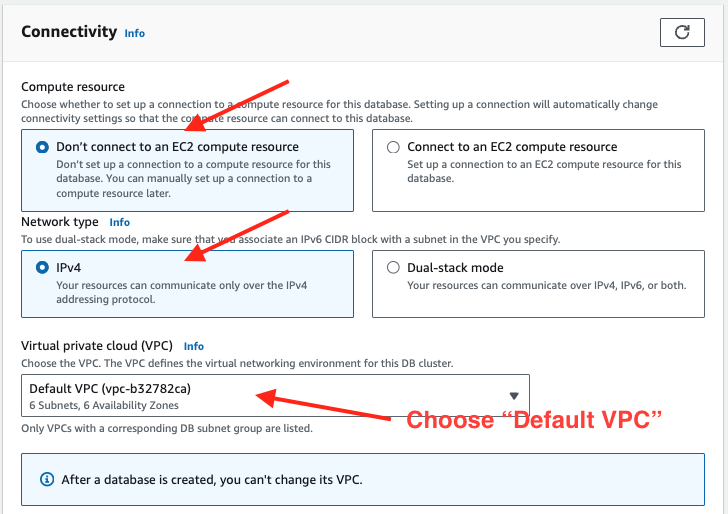 Connectivity Info
Compute resource
Choose whether to set up a connection to a compute resource for this database. Setting up a connection will automatically change
connectivity settings so that the compute resource can connect to this database.
Don't connect to an EC2 compute resource
Don't set up a connection to a compute resource for this
database. You can manually set up a connection to a
compute resource later.
Connect to an EC2 compute resource
Set up a connection to an EC2 compute resource for this
database.
Network type Info
To use dual-stack mode, make sure that you associate an IPv6 CIDR block with a subnet in the VPC you specify.
IPv4
Your resources can communicate only over the IPv4
addressing protocol.
Dual-stack mode
Your resources can communicate over IPv4, IPv6, or both.
Virtual private cloud (VPC) Info
Choose the VPC. The VPC defines the virtual networking environment for this DB cluster.
Default VPC (vpc-b32782ca)
6 Subnets, 6 Availability Zones
Choose “Default VPC”
Only VPCs with a corresponding DB subnet group are listed.
After a database is created, you can't change its VPC.